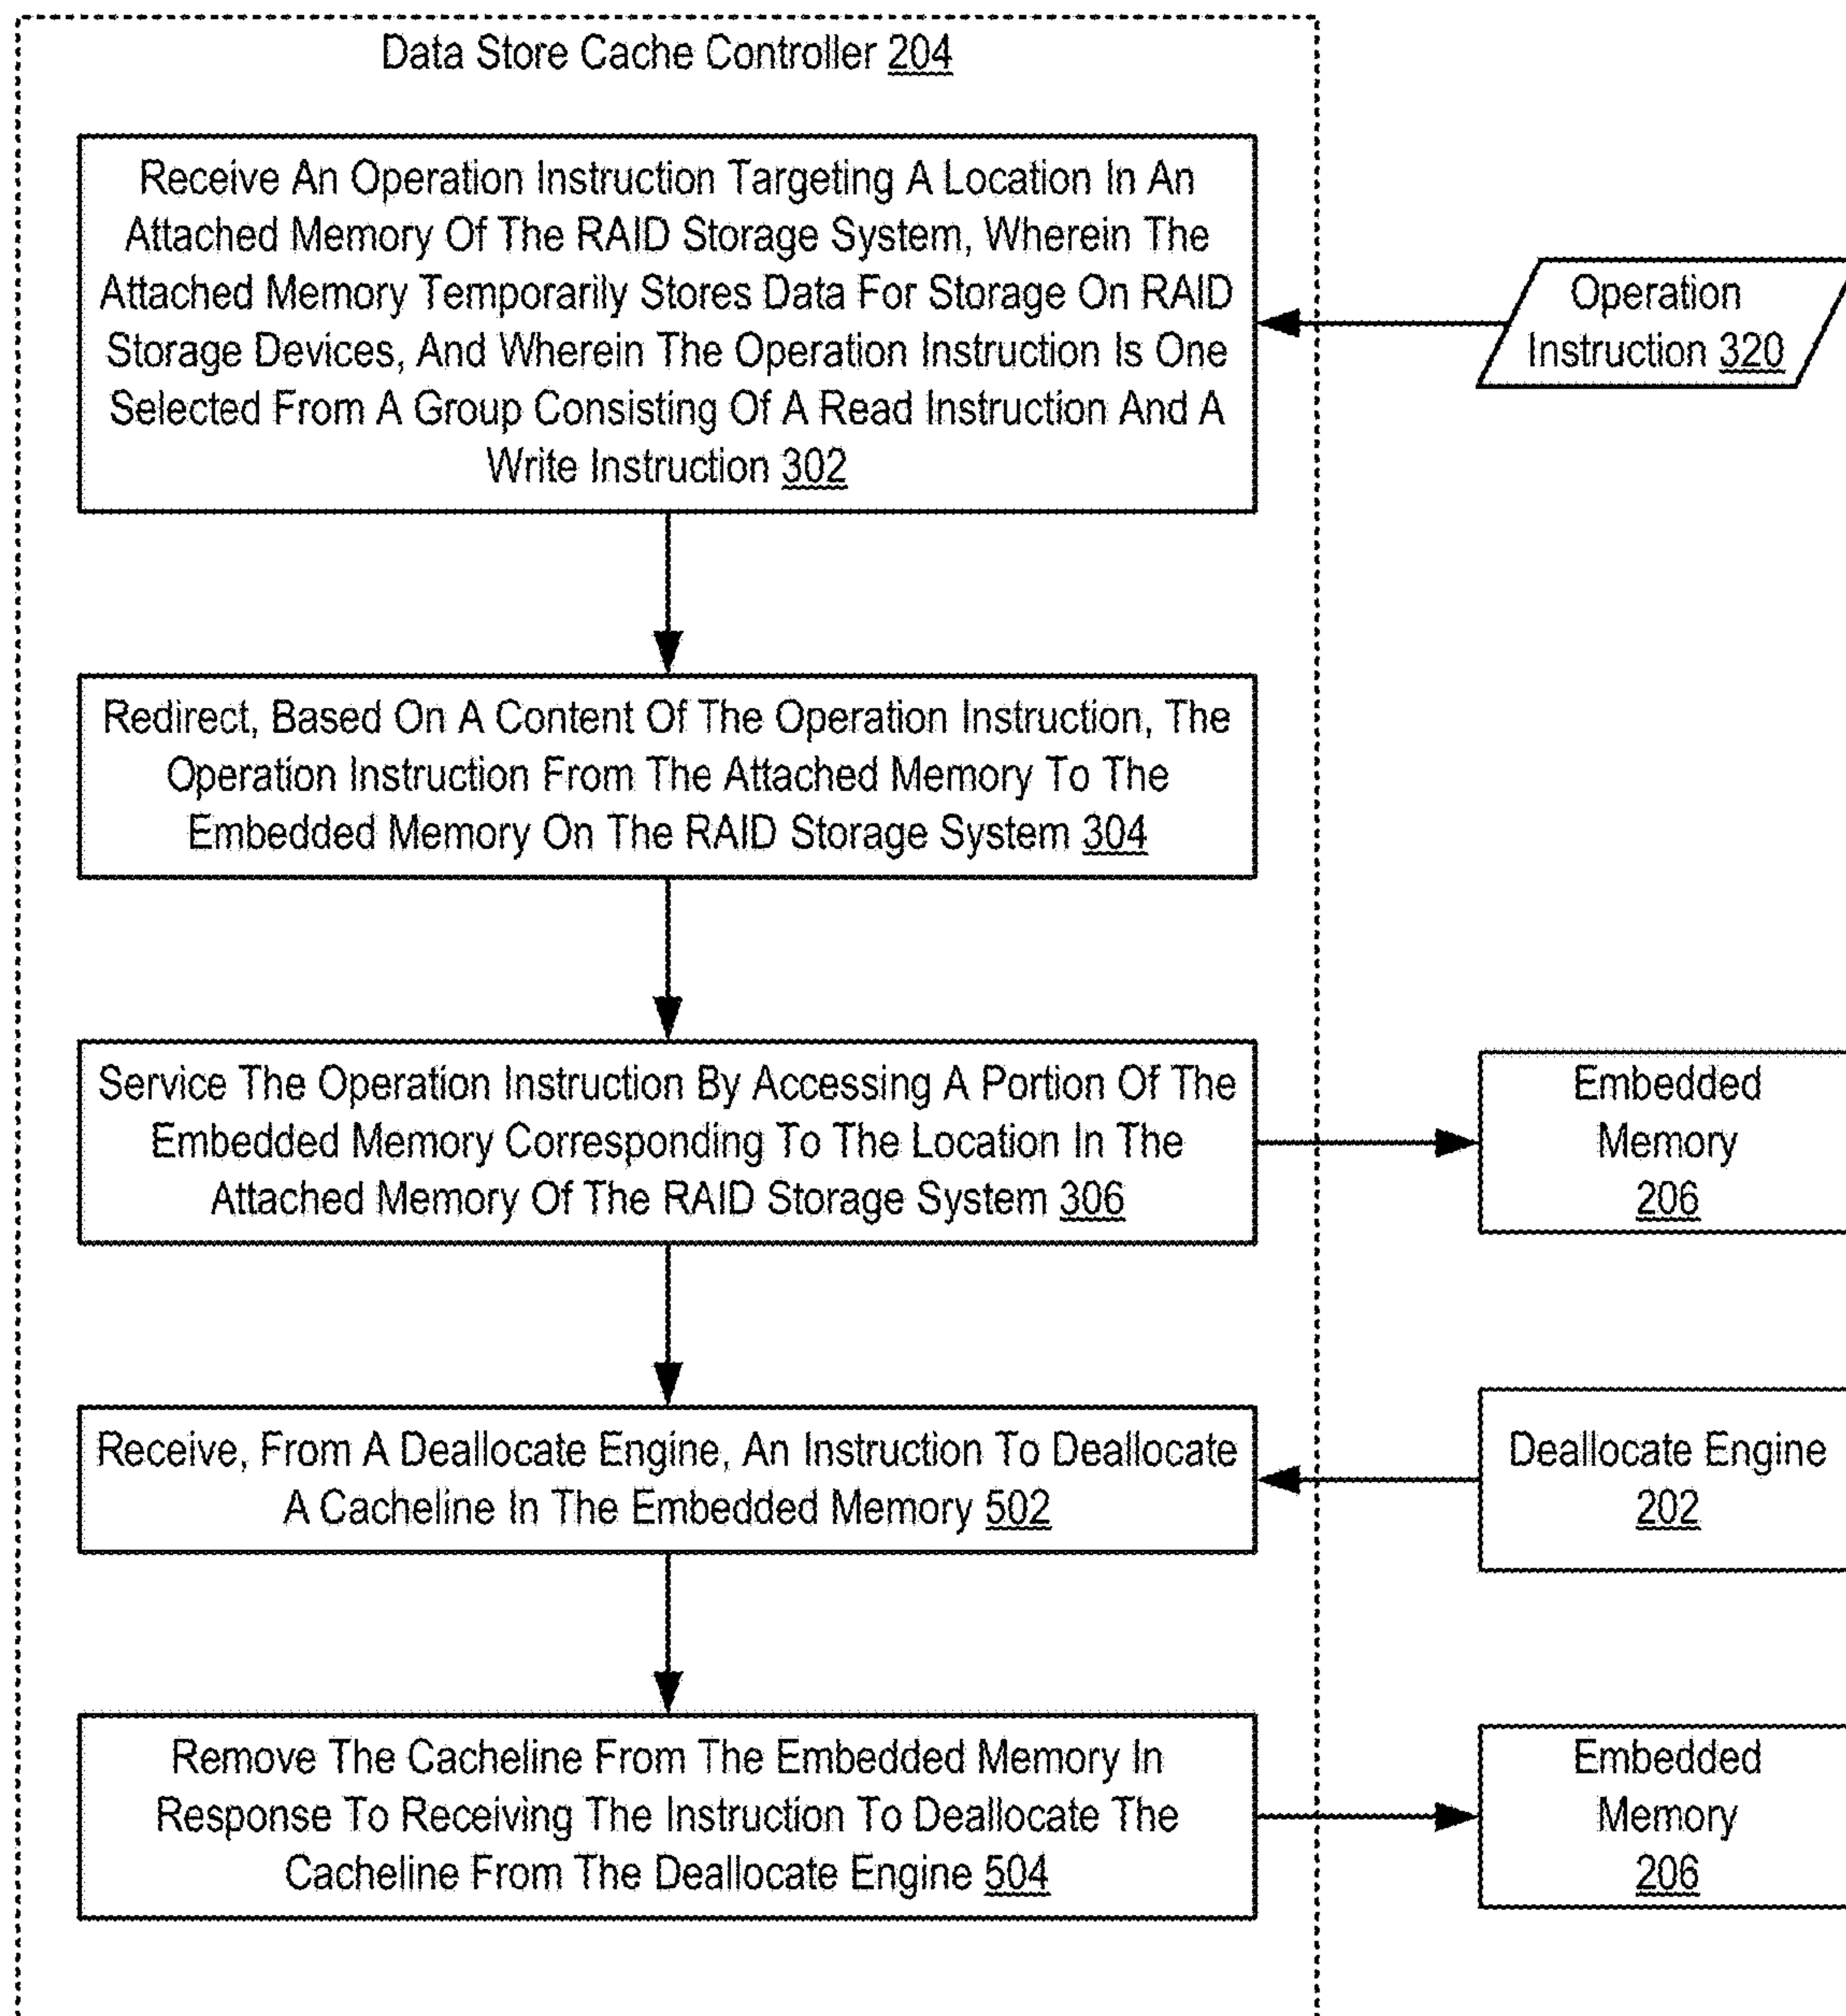 Data Store Cache Controller 204
Receive An Operation Instruction Targeting A Location In An
Attached Memory Of The RAID Storage System, Wherein The
Attached Memory Temporarily Stores Data For Storage On RAID
Storage Devices, And Wherein The Operation Instruction Is One
Selected From A Group Consisting Of A Read Instruction And A
Write Instruction 302
Operation
Instruction 320
Redirect, Based On A Content Of The Operation Instruction, The
Operation Instruction From The Attached Memory To The
Embedded Memory On The RAID Storage System 304
Service The Operation Instruction By Accessing A Portion Of The
Embedded Memory Corresponding To The Location In The
Attached Memory Of The RAID Storage System 306
Embedded
Memory
206
Receive, From A Deallocate Engine, An Instruction To Deallocate
A Cacheline In The Embedded Memory 502
Deallocate Engine
202
Remove The Cacheline From The Embedded Memory In
Response To Receiving The Instruction To Deallocate The
Cacheline From The Deallocate Engine 504
Embedded
Memory
206